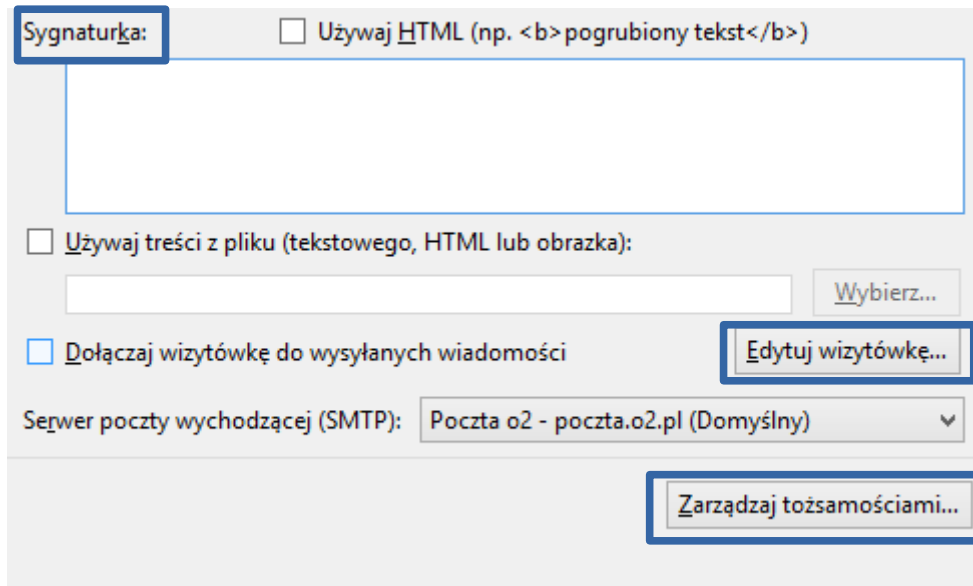 Sygnaturka: Używaj HTML (np. <b>pogrubiony tekst</b>)
Używaj treści z pliku (tekstowego, HTML lub obrazka):
Wybierz...
Dołączaj wizytówkę do wysyłanych wiadomości Edytuj wizytówkę...
Serwer poczty wychodzącej (SMTP): Poczta o2 - poczta.o2.pl (Domyślny)
Zarządzaj tożsamościami...